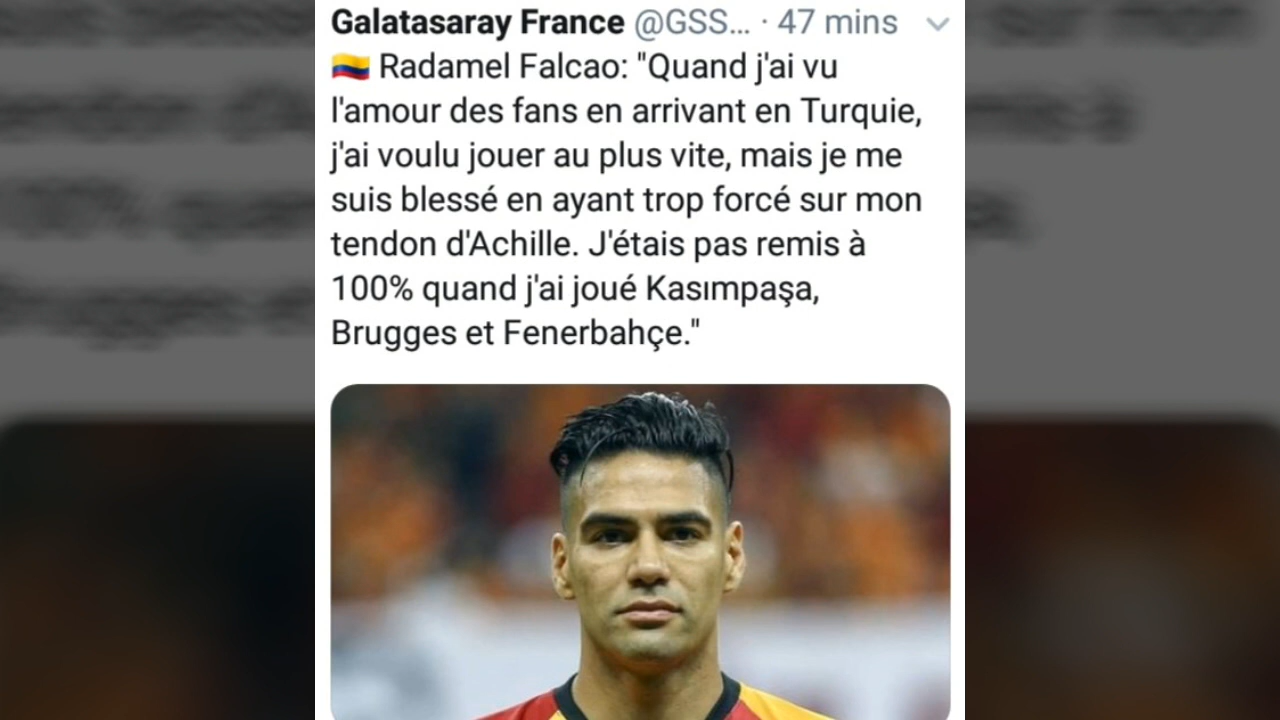 Galatasaray France @GSS... · 47 mins
🇨🇴 Radamel Falcao: "Quand j'ai vu
l'amour des fans en arrivant en Turquie,
j'ai voulu jouer au plus vite, mais je me
suis blessé en ayant trop forcé sur mon
tendon d'Achille. J'étais pas remis à
100% quand j'ai joué Kasımpaşa,
Brugges et Fenerbahçe."